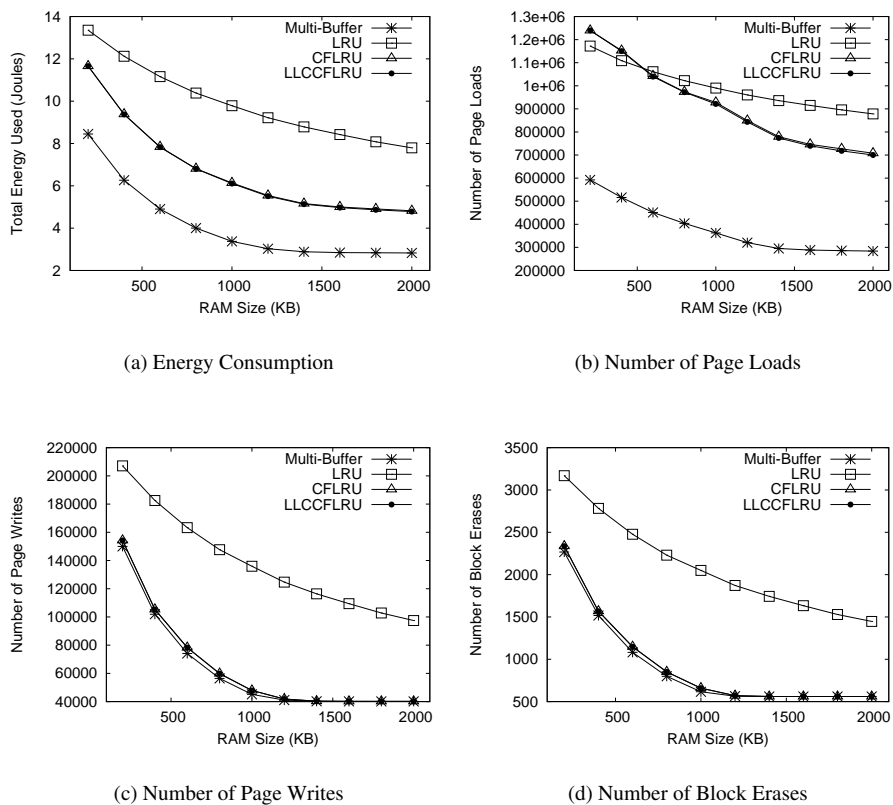 14
12
10
8
6
4
2
Total Energy Used (Joules)
500 1000 1500 2000
RAM Size (KB)
Multi-Buffer
LRU
CFLRU
LLCCFLRU
(a) Energy Consumption
1.3e+06
1.2e+06
1.1e+06
1e+06
900000
800000
700000
600000
500000
400000
300000
200000
Number of Page Loads
500 1000 1500 2000
RAM Size (KB)
Multi-Buffer
LRU
CFLRU
LLCCFLRU
(b) Number of Page Loads
220000
200000
180000
160000
140000
120000
100000
80000
60000
40000
Number of Page Writes
500 1000 1500 2000
RAM Size (KB)
Multi-Buffer
LRU
CFLRU
LLCCFLRU
(c) Number of Page Writes
3500
3000
2500
2000
1500
1000
500
Number of Block Erases
500 1000 1500 2000
RAM Size (KB)
Multi-Buffer
LRU
CFLRU
LLCCFLRU
(d) Number of Block Erases